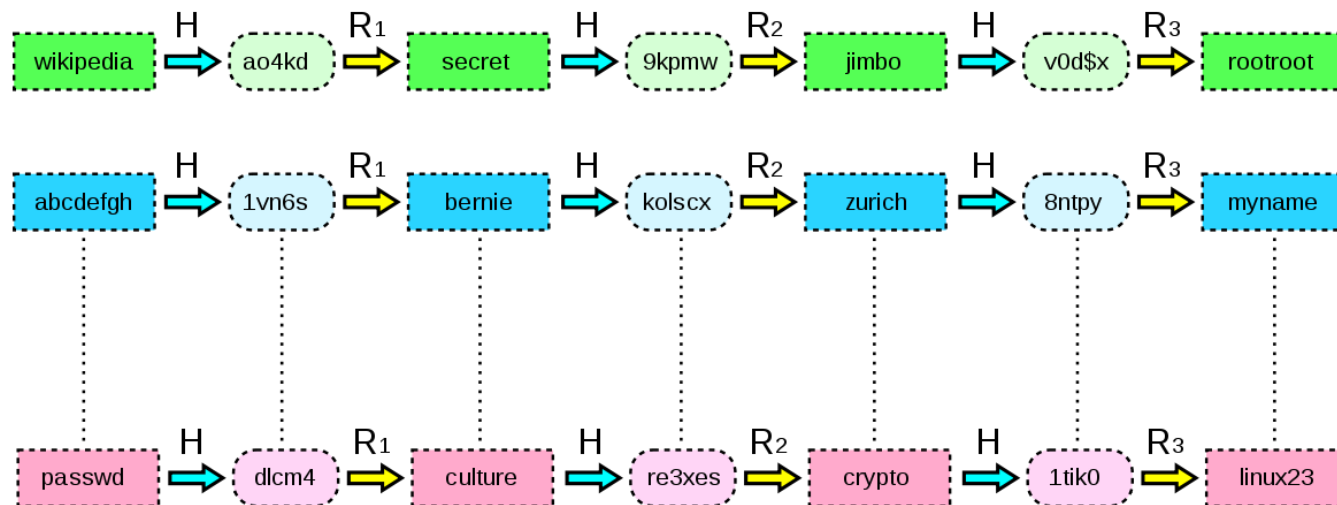 H R1 H R2 H R3
wikipedia ao4kd secret 9kpmw jimbo v0d$x rootroot
H R1 H R2 H R3
abcdefgh 1vn6s bernie kolscx zurich 8ntpy myname
H R1 H R2 H R3
passwd dlcm4 culture re3xes crypto 1tik0 linux23